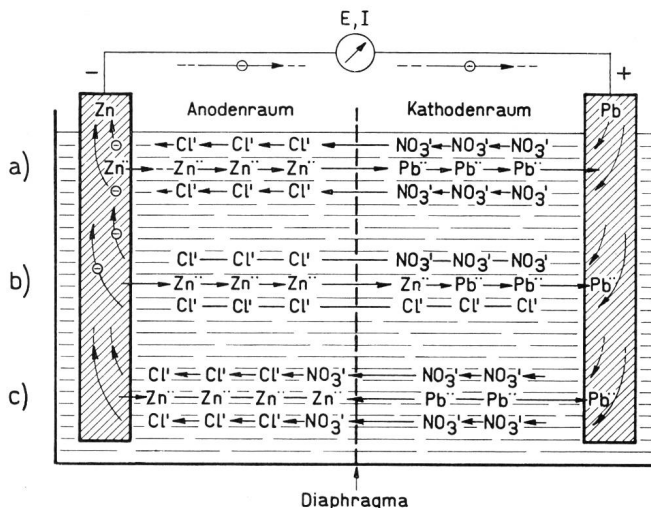 E, I
− ⊖ ⊖ +
Zn Anodenraum Kathodenraum Pb
⊖ Cl' Cl' Cl' NO₃' NO₃' NO₃'
a) Zn¨ Zn¨ Zn¨ Zn¨ Pb¨ Pb¨ Pb¨
⊖ Cl' Cl' Cl' NO₃' NO₃' NO₃'
⊖
⊖ Cl' Cl' Cl' NO₃' NO₃' NO₃'
b) Zn¨ Zn¨ Zn¨ Zn¨ Pb¨ Pb¨ Pb¨
Cl' Cl' Cl' Cl' Cl' Cl'
Cl' Cl' Cl' NO₃' NO₃' NO₃'
c) Zn¨ Zn¨ Zn¨ Zn¨ Pb¨ Pb¨ Pb¨
Cl' Cl' Cl' NO₃' NO₃' NO₃'
Diaphragma